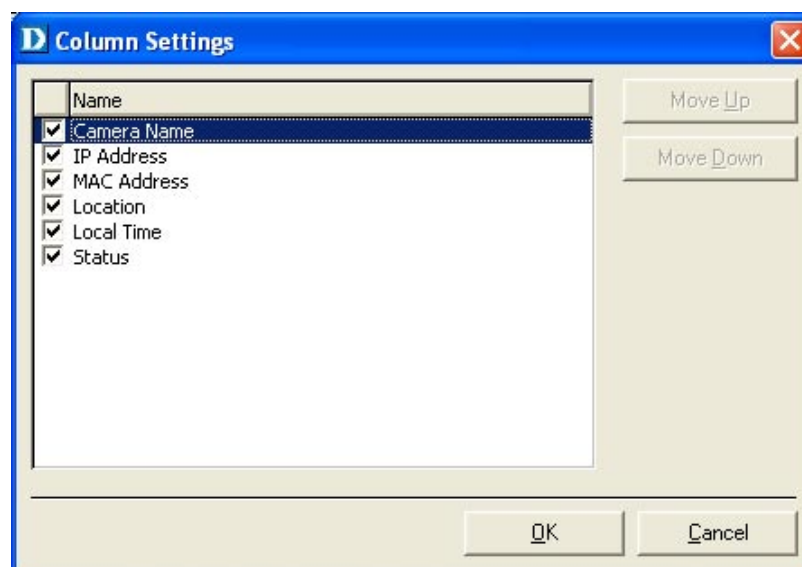 D Column Settings
Name
Camera Name
IP Address
MAC Address
Location
Local Time
Status
Move Up
Move Down
OK
Cancel